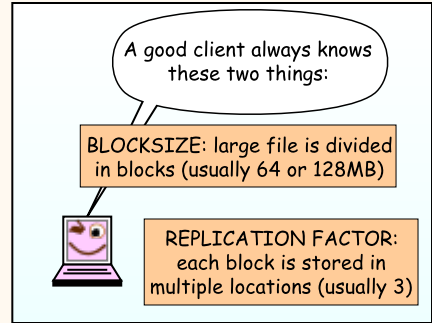 A good client always knows
these two things:
BLOCKSIZE: large file is divided
in blocks (usually 64 or 128MB)
REPLICATION FACTOR:
each block is stored in
multiple locations (usually 3)